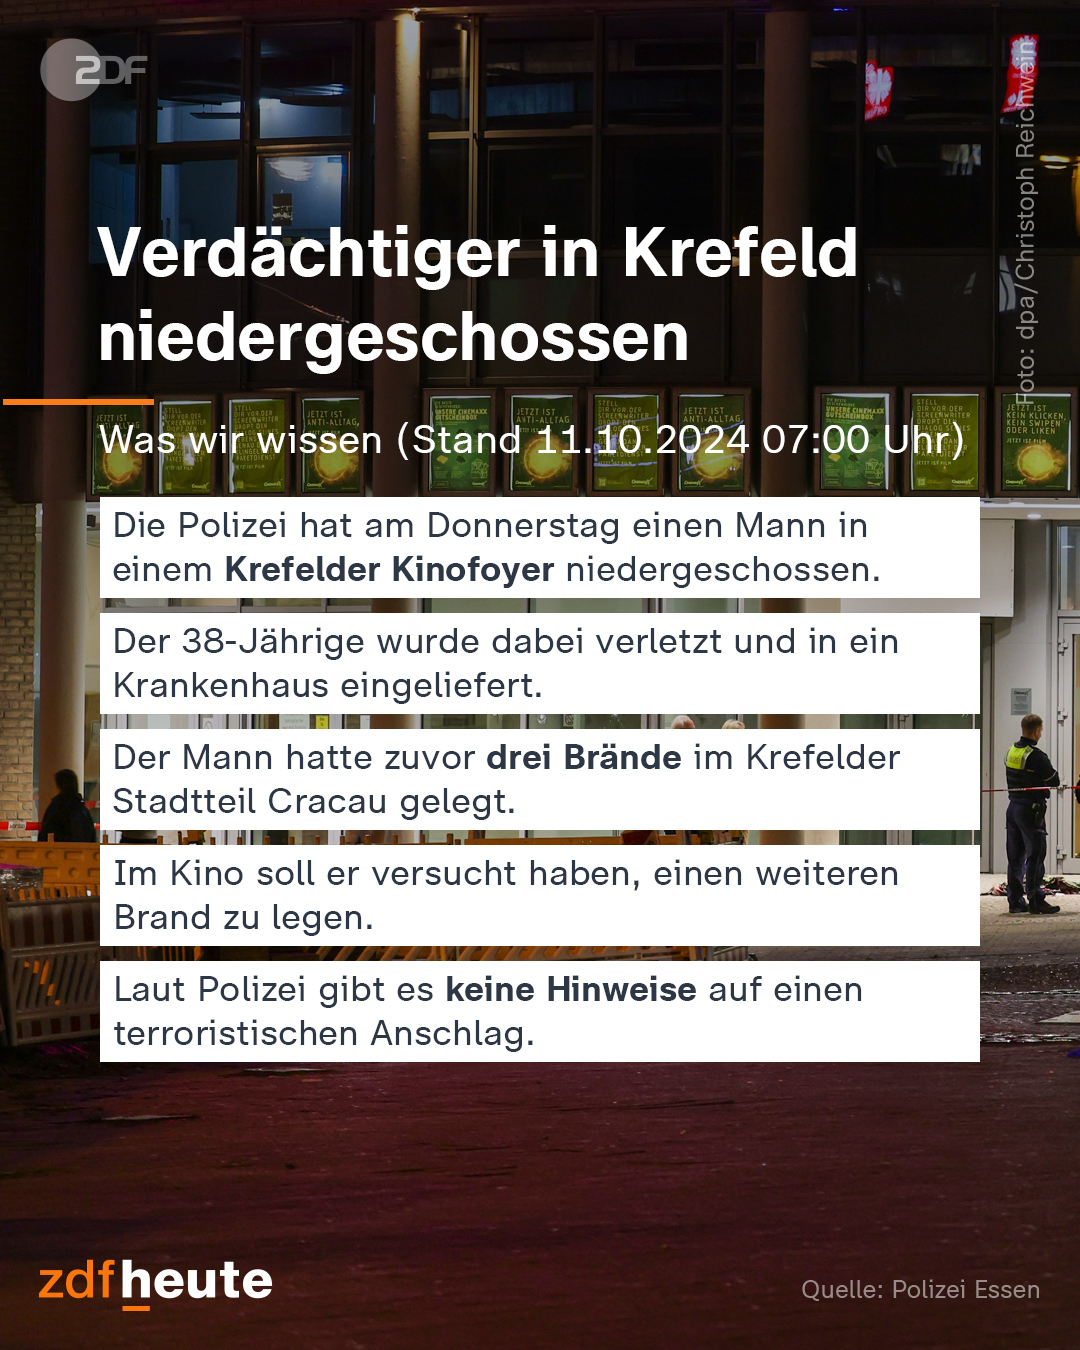 ZDF
Foto: dpa/Christoph Reichwein
Verdächtiger in Krefeld
niedergeschossen
Was wir wissen (Stand 11.10.2024 07:00 Uhr)
Die Polizei hat am Donnerstag einen Mann in
einem Krefelder Kinofoyer niedergeschossen.
Der 38-Jährige wurde dabei verletzt und in ein
Krankenhaus eingeliefert.
Der Mann hatte zuvor drei Brände im Krefelder
Stadtteil Cracau gelegt.
Im Kino soll er versucht haben, einen weiteren
Brand zu legen.
Laut Polizei gibt es keine Hinweise auf einen
terroristischen Anschlag.
zdfheute
Quelle: Polizei Essen